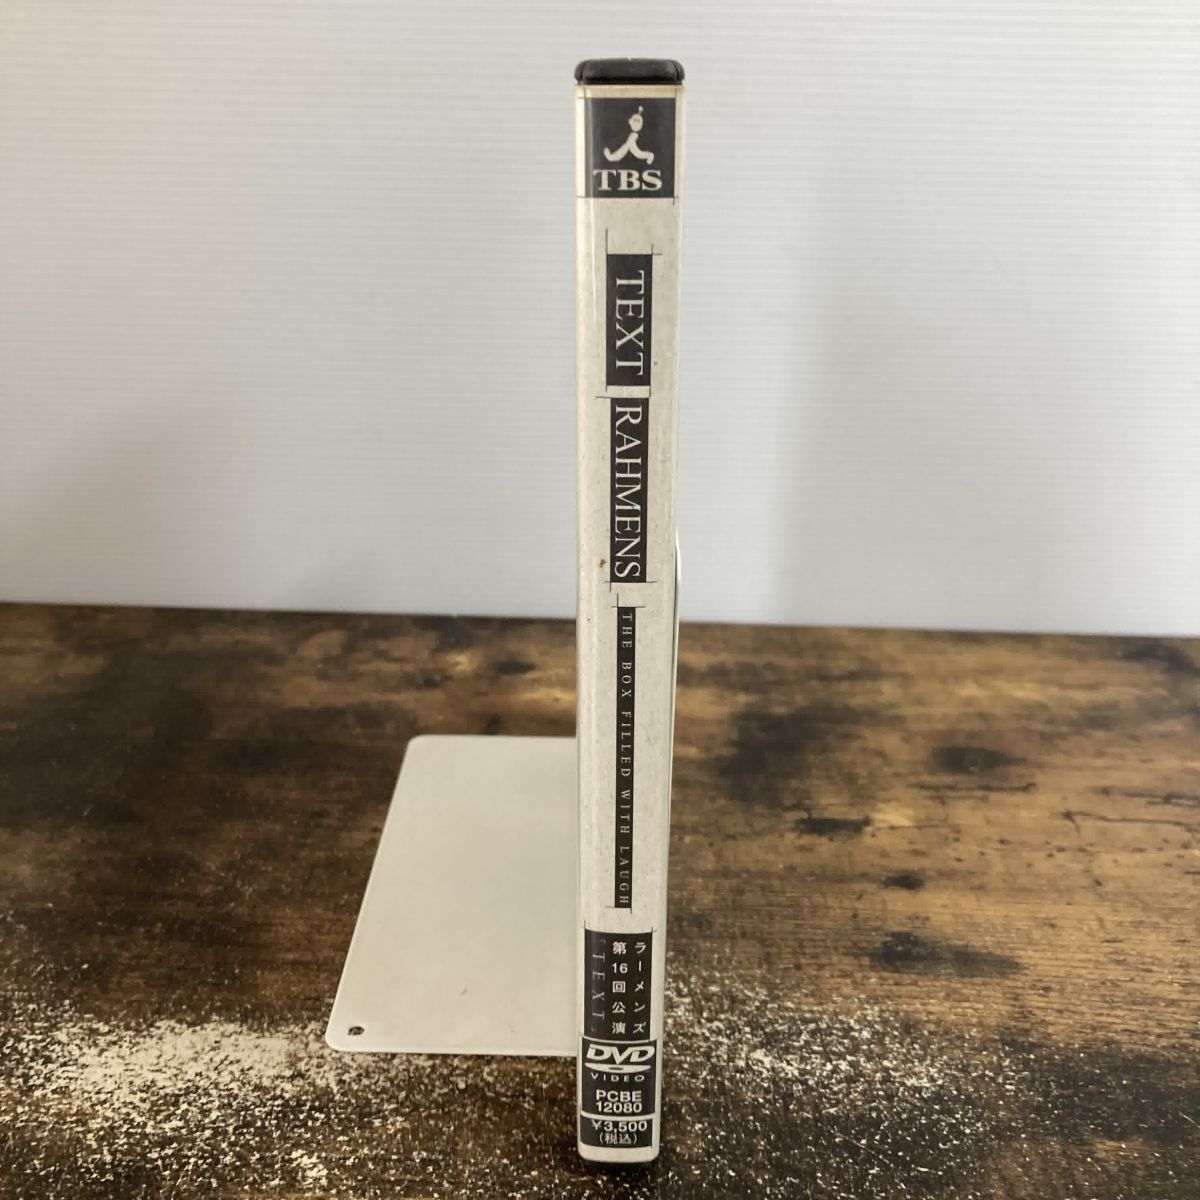 TBS
TEXT
RAHMENS
THE BOX FILLED WITH LAUGH
ラーメンズ
第16回公演
「TEXT」
DVD
VIDEO
PCBE
12080
¥3,500
(税込)